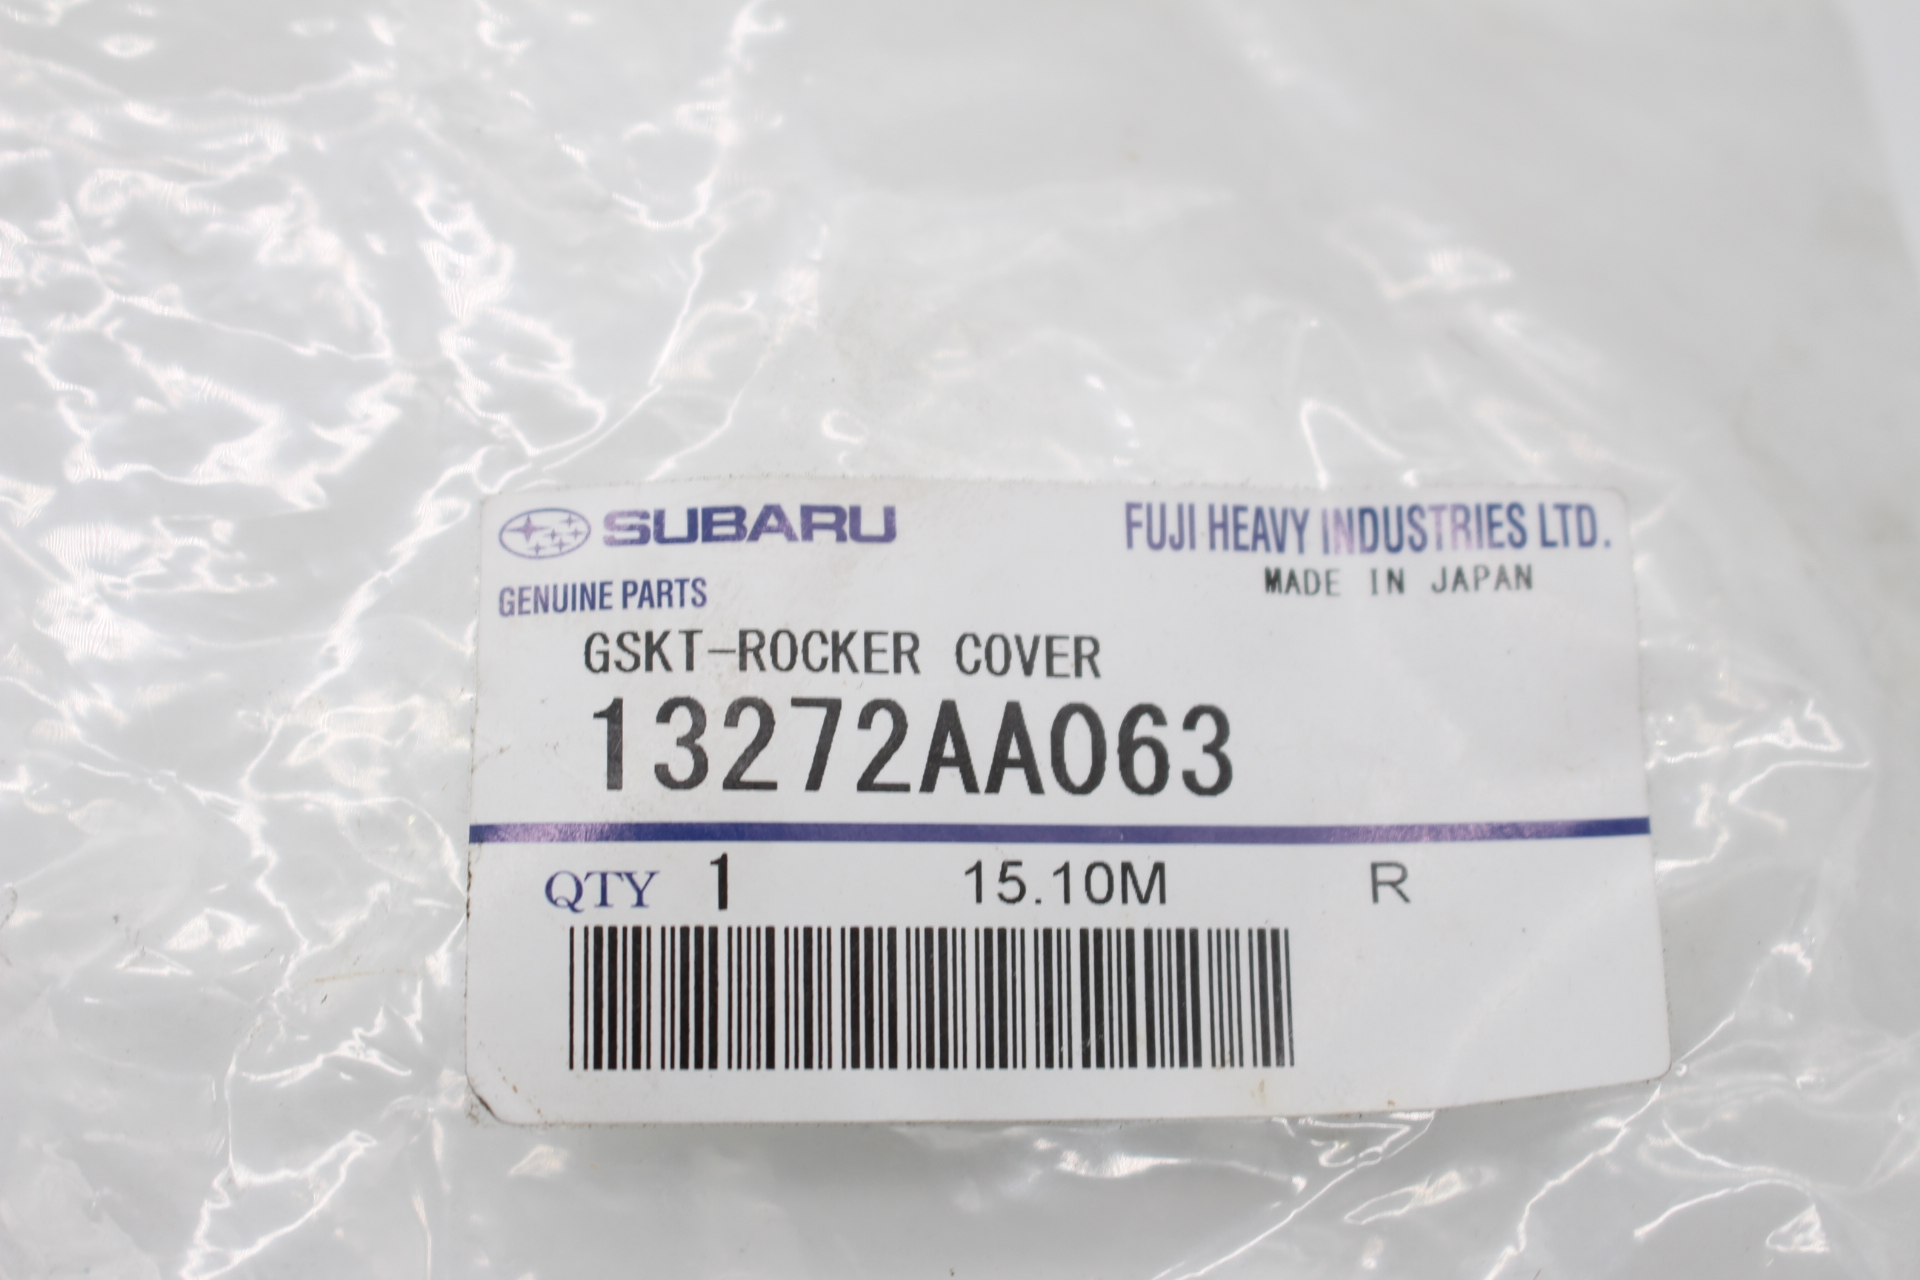 SUBARU FUJI HEAVY INDUSTRIES LTD.
MADE IN JAPAN
GENUINE PARTS
GSKT-ROCKER COVER
13272AA063
QTY 1 15.10M R